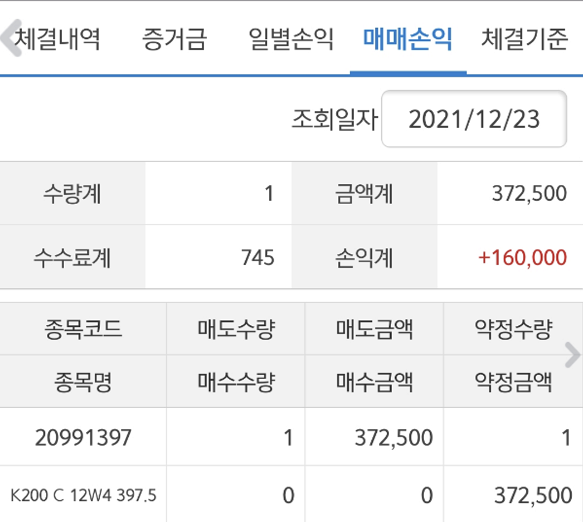 체결내역 증거금 일별손익 매매손익 체결기준
조회일자 2021/12/23
수량계 1 금액계 372,500
수수료계 745 손익계 +160,000
종목코드 매도수량 매도금액 약정수량
종목명 매수수량 매수금액 약정금액
20991397 1 372,500 1
K200 C 12W4 397.5 0 0 372,500